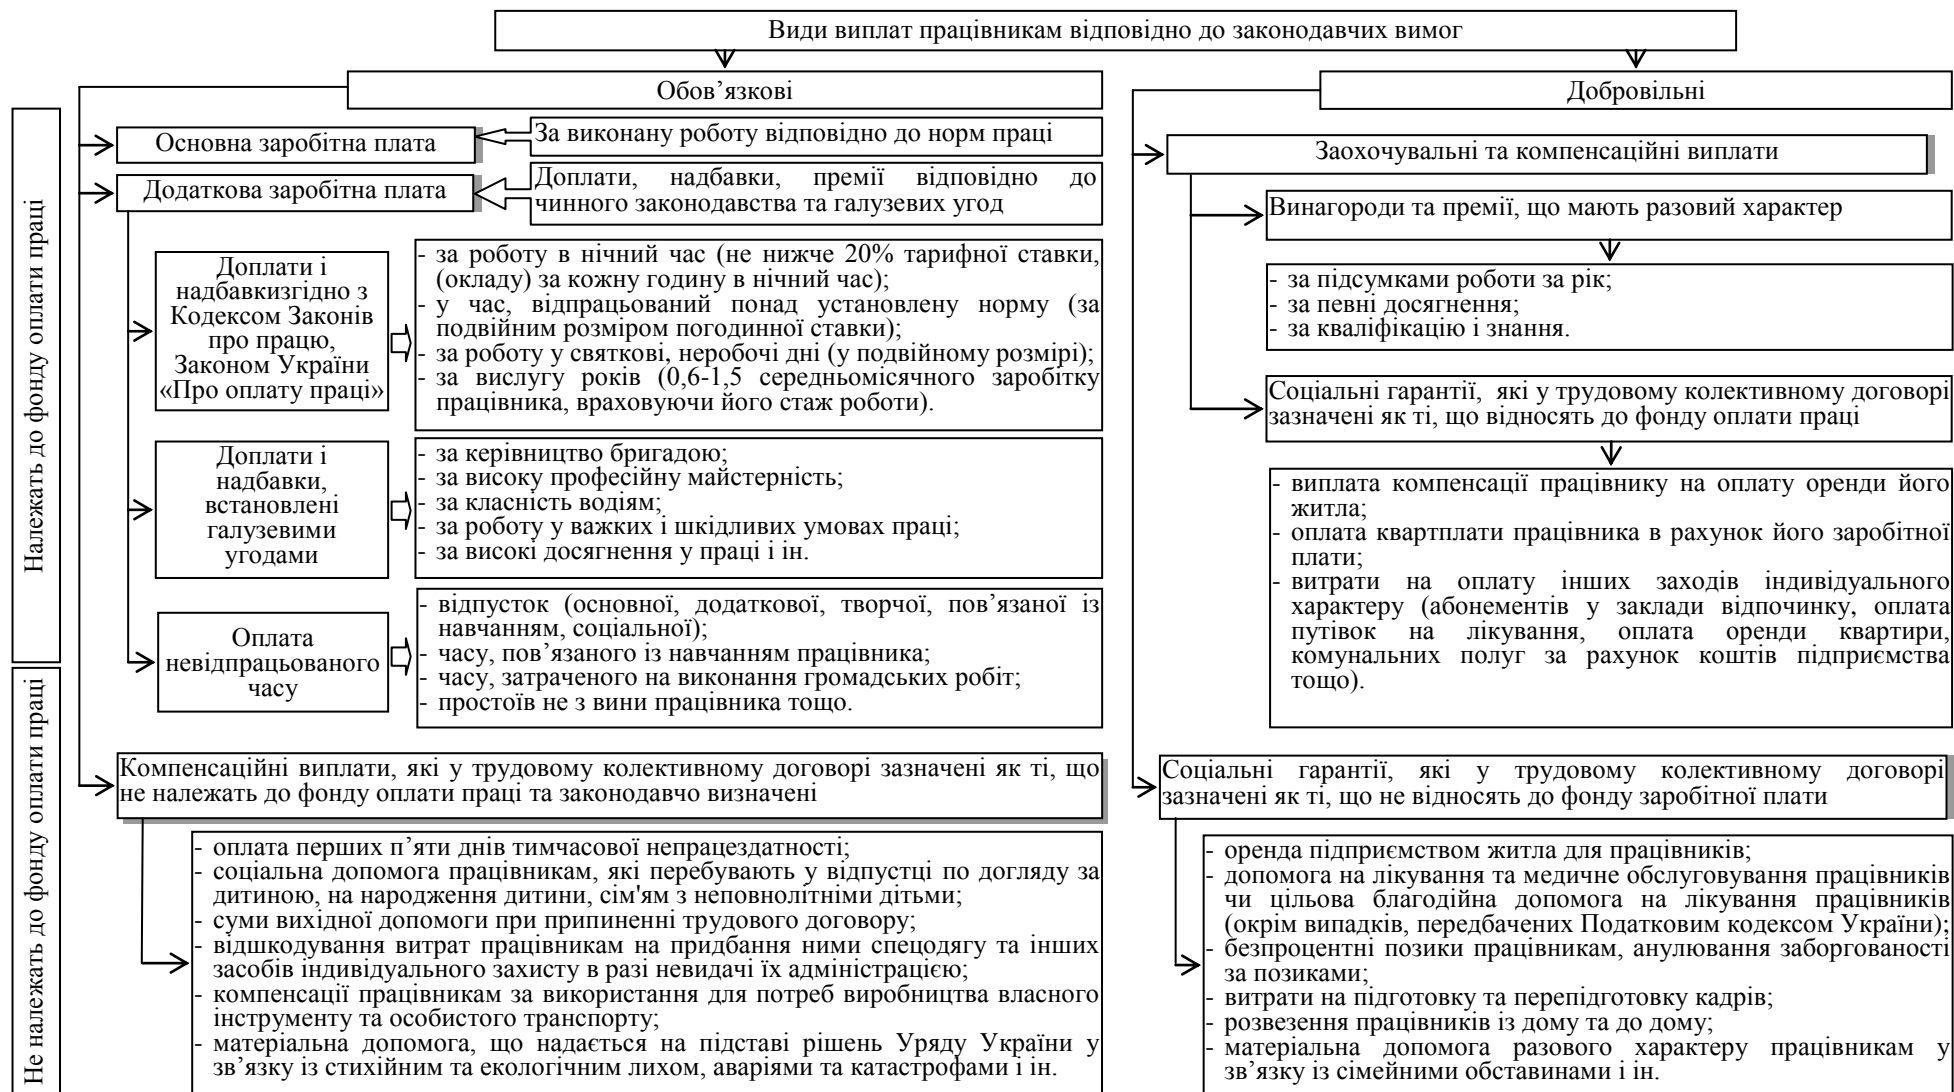 Види виплат працівникам відповідно до законодавчих вимог
Обов’язкові
Належать до фонду оплати праці
Основна заробітна плата
За виконану роботу відповідно до норм праці
Додаткова заробітна плата
Доплати, надбавки, премії відповідно до
чинного законодавства та галузевих угод
Доплати і
надбавкизгідно з
Кодексом Законів
про працю,
Законом України
«Про оплату праці»
- за роботу в нічний час (не нижче 20% тарифної ставки,
(окладу) за кожну годину в нічний час);
- у час, відпрацьований понад установлену норму (за
подвійним розміром погодинної ставки);
- за роботу у святкові, неробочі дні (у подвійному розмірі);
- за вислугу років (0,6-1,5 середньомісячного заробітку
працівника, враховуючи його стаж роботи).
Доплати і
надбавки,
встановлені
галузевими
угодами
- за керівництво бригадою;
- за високу професійну майстерність;
- за класність водіям;
- за роботу у важких і шкідливих умовах праці;
- за високі досягнення у праці і ін.
Оплата
невідпрацьованого
часу
- відпусток (основної, додаткової, творчої, пов’язаної із
навчанням, соціальної);
- часу, пов’язаного із навчанням працівника;
- часу, затраченого на виконання громадських робіт;
- простоїв не з вини працівника тощо.
Не належать до фонду оплати праці
Компенсаційні виплати, які у трудовому колективному договорі зазначені як ті, що
не належать до фонду оплати праці та законодавчо визначені
- оплата перших п’яти днів тимчасової непрацездатності;
- соціальна допомога працівникам, які перебувають у відпустці по догляду за
дитиною, на народження дитини, сім'ям з неповнолітніми дітьми;
- суми вихідної допомоги при припиненні трудового договору;
- відшкодування витрат працівникам на придбання ними спецодягу та інших
засобів індивідуального захисту в разі невидачі їх адміністрацією;
- компенсації працівникам за використання для потреб виробництва власного
інструменту та особистого транспорту;
- матеріальна допомога, що надається на підставі рішень Уряду України у
зв’язку із стихійним та екологічним лихом, аваріями та катастрофами і ін.
Добровільні
Заохочувальні та компенсаційні виплати
Винагороди та премії, що мають разовий характер
- за підсумками роботи за рік;
- за певні досягнення;
- за кваліфікацію і знання.
Соціальні гарантії, які у трудовому колективному договорі
зазначені як ті, що відносять до фонду оплати праці
- виплата компенсації працівнику на оплату оренди його
житла;
- оплата квартплати працівника в рахунок його заробітної
плати;
- витрати на оплату інших заходів індивідуального
характеру (абонементів у заклади відпочинку, оплата
путівок на лікування, оплата оренди квартири,
комунальних полуг за рахунок коштів підприємства
тощо).
Соціальні гарантії, які у трудовому колективному договорі
зазначені як ті, що не відносять до фонду заробітної плати
- оренда підприємством житла для працівників;
- допомога на лікування та медичне обслуговування працівників
чи цільова благодійна допомога на лікування працівників
(окрім випадків, передбачених Податковим кодексом України);
- безпроцентні позики працівникам, анулювання заборгованості
за позиками;
- витрати на підготовку та перепідготовку кадрів;
- розвезення працівників із дому та до дому;
- матеріальна допомога разового характеру працівникам у
зв’язку із сімейними обставинами і ін.